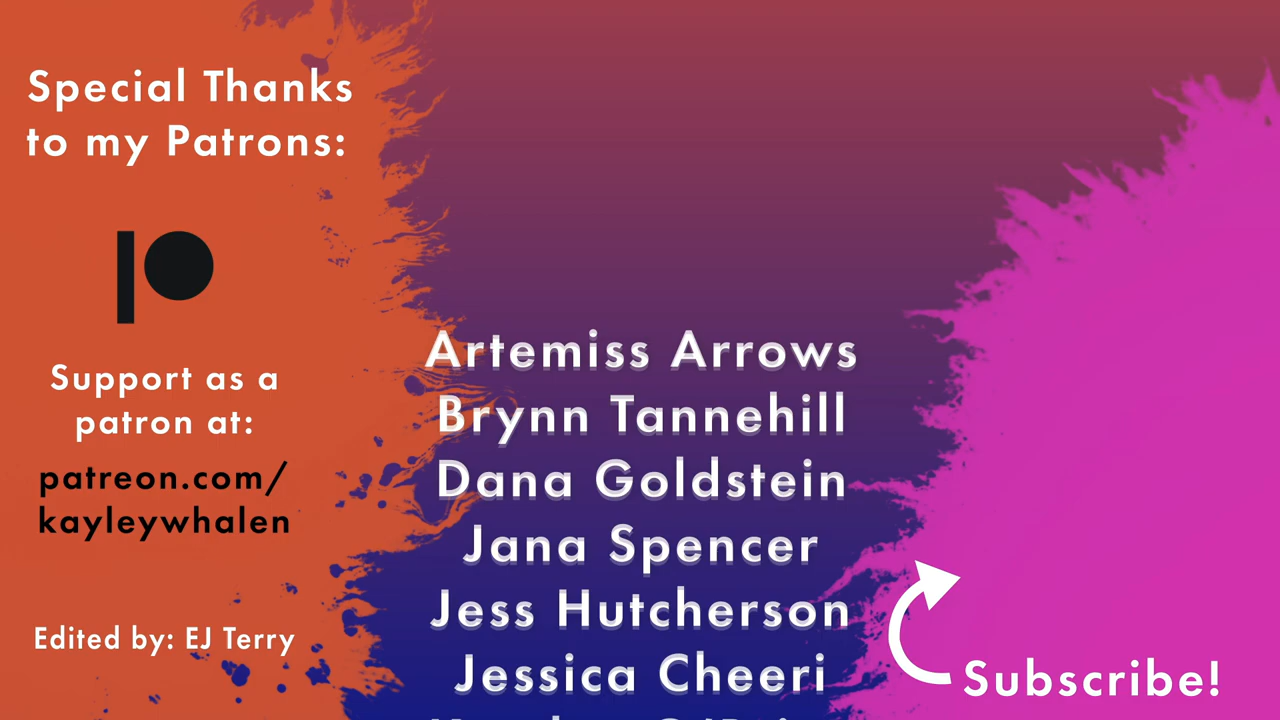 Special Thanks
to my Patrons:
Support as a
patron at:
patreon.com/
kayleywhalen
Edited by: EJ Terry
Artemiss Arrows
Brynn Tannehill
Dana Goldstein
Jana Spencer
Jess Hutcherson
Jessica Cheeri
Subscribe!